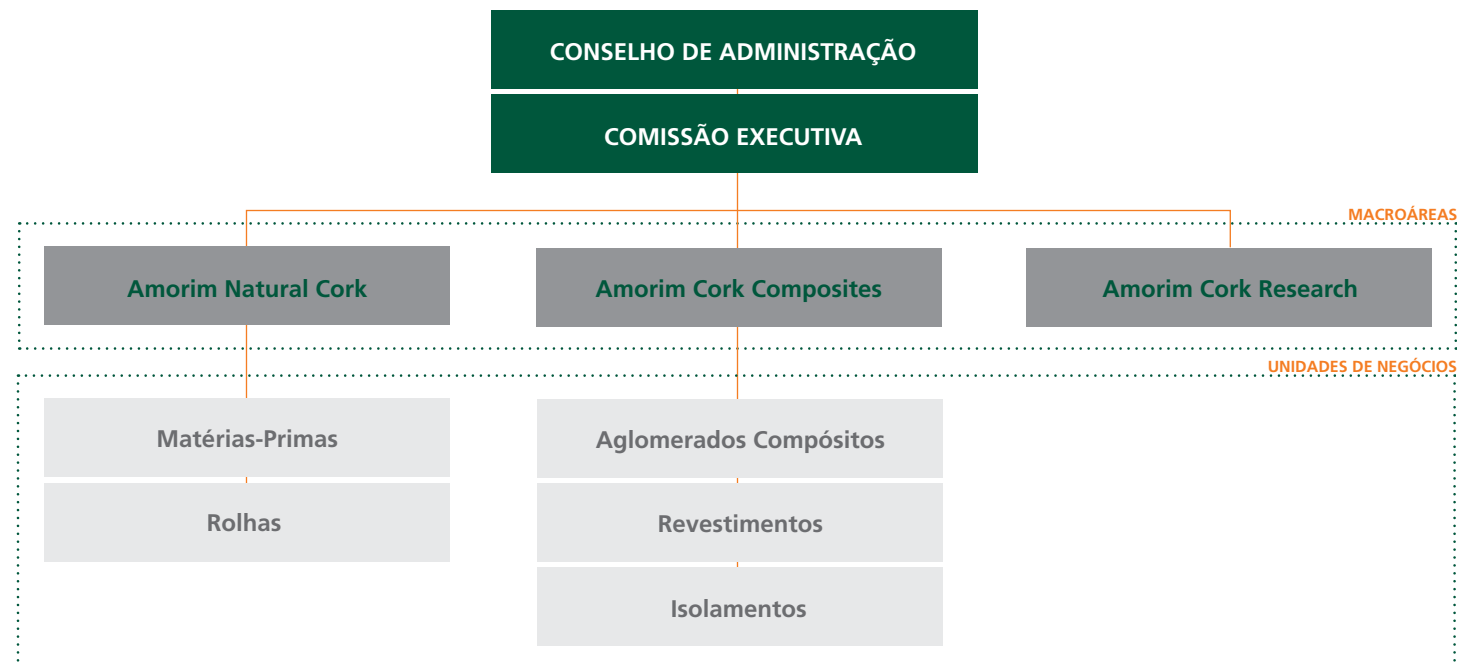 CONSELHO DE ADMINISTRAÇÃO
COMISSÃO EXECUTIVA
MACROÁREAS
Amorim Natural Cork
Amorim Cork Composites
Amorim Cork Research
UNIDADES DE NEGÓCIOS
Matérias-Primas
Rolhas
Aglomerados Compósitos
Revestimentos
Isolamentos